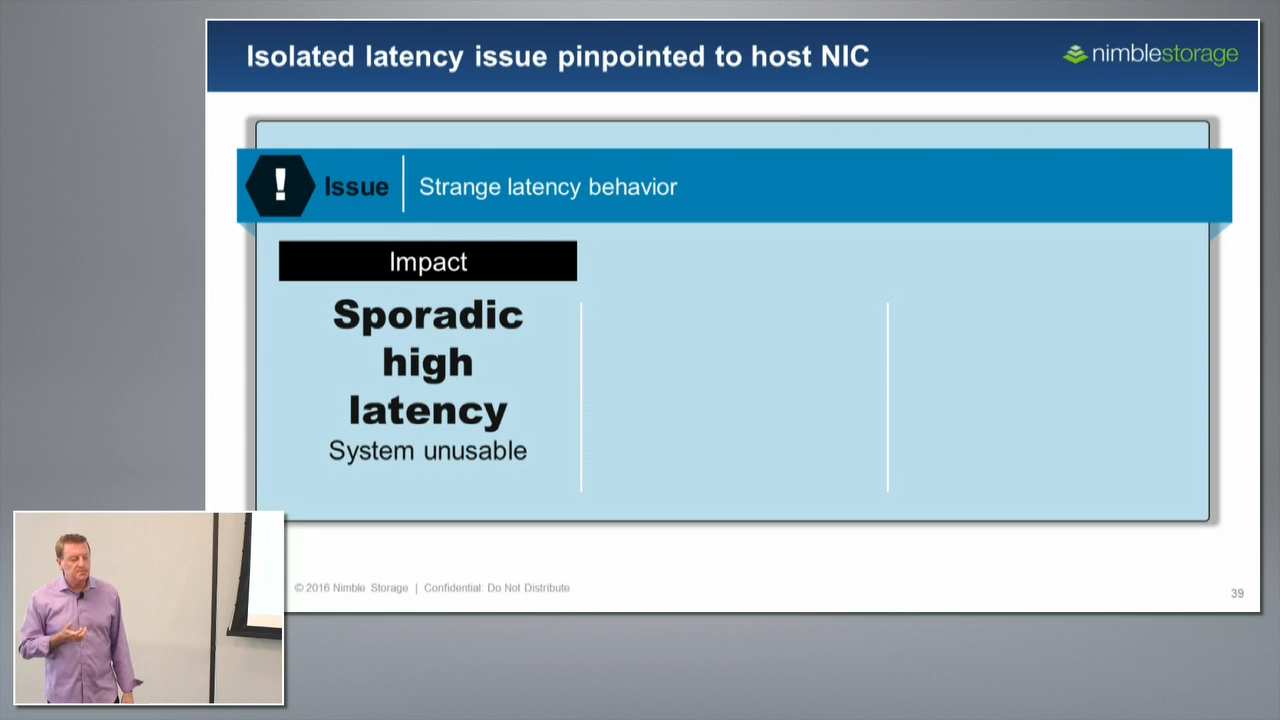 Isolated latency issue pinpointed to host NIC
nimblestorage
! Issue Strange latency behavior
Impact
Sporadic
high
latency
System unusable
© 2016 Nimble Storage | Confidential: Do Not Distribute
39